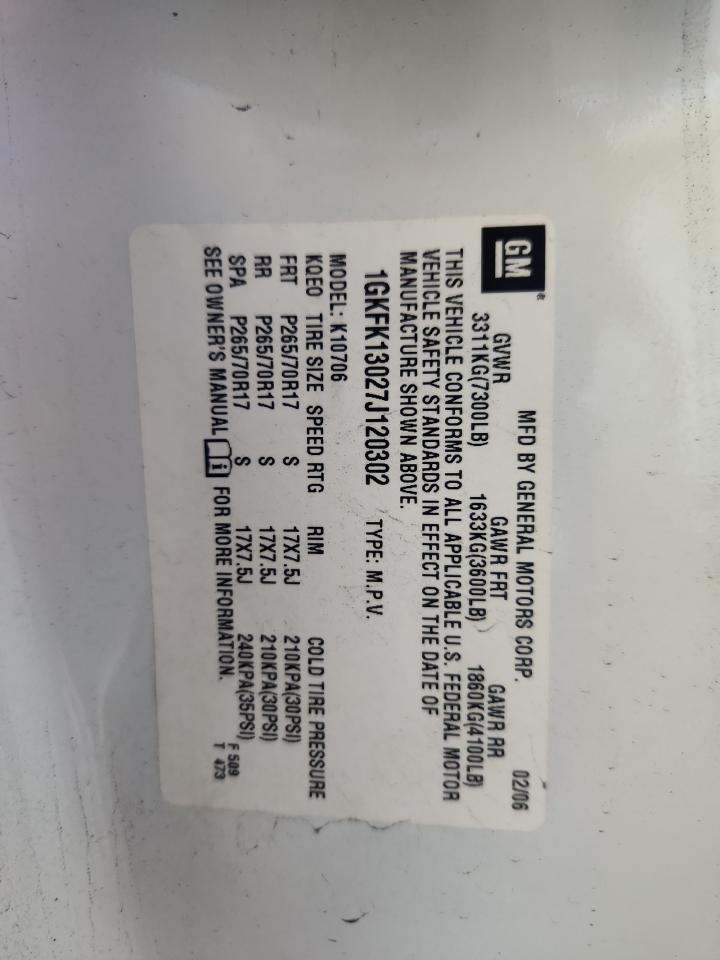 GM®
MFD BY GENERAL MOTORS CORP. 02/06
GVWR GAWR FRT GAWR RR
3311KG(7300LB) 1633KG(3600LB) 1860KG(4100LB)
THIS VEHICLE CONFORMS TO ALL APPLICABLE U.S. FEDERAL MOTOR
VEHICLE SAFETY STANDARDS IN EFFECT ON THE DATE OF
MANUFACTURE SHOWN ABOVE.
1GKFK13027J120302 TYPE: M.P.V.
MODEL: K10706
KQEO TIRE SIZE SPEED RTG RIM COLD TIRE PRESSURE
FRT P265/70R17 S 17X7.5J 210KPA(30PSI)
RR P265/70R17 S 17X7.5J 210KPA(30PSI)
SPA P265/70R17 S 17X7.5J 240KPA(35PSI)
SEE OWNER'S MANUAL i FOR MORE INFORMATION.
F 509
T 473